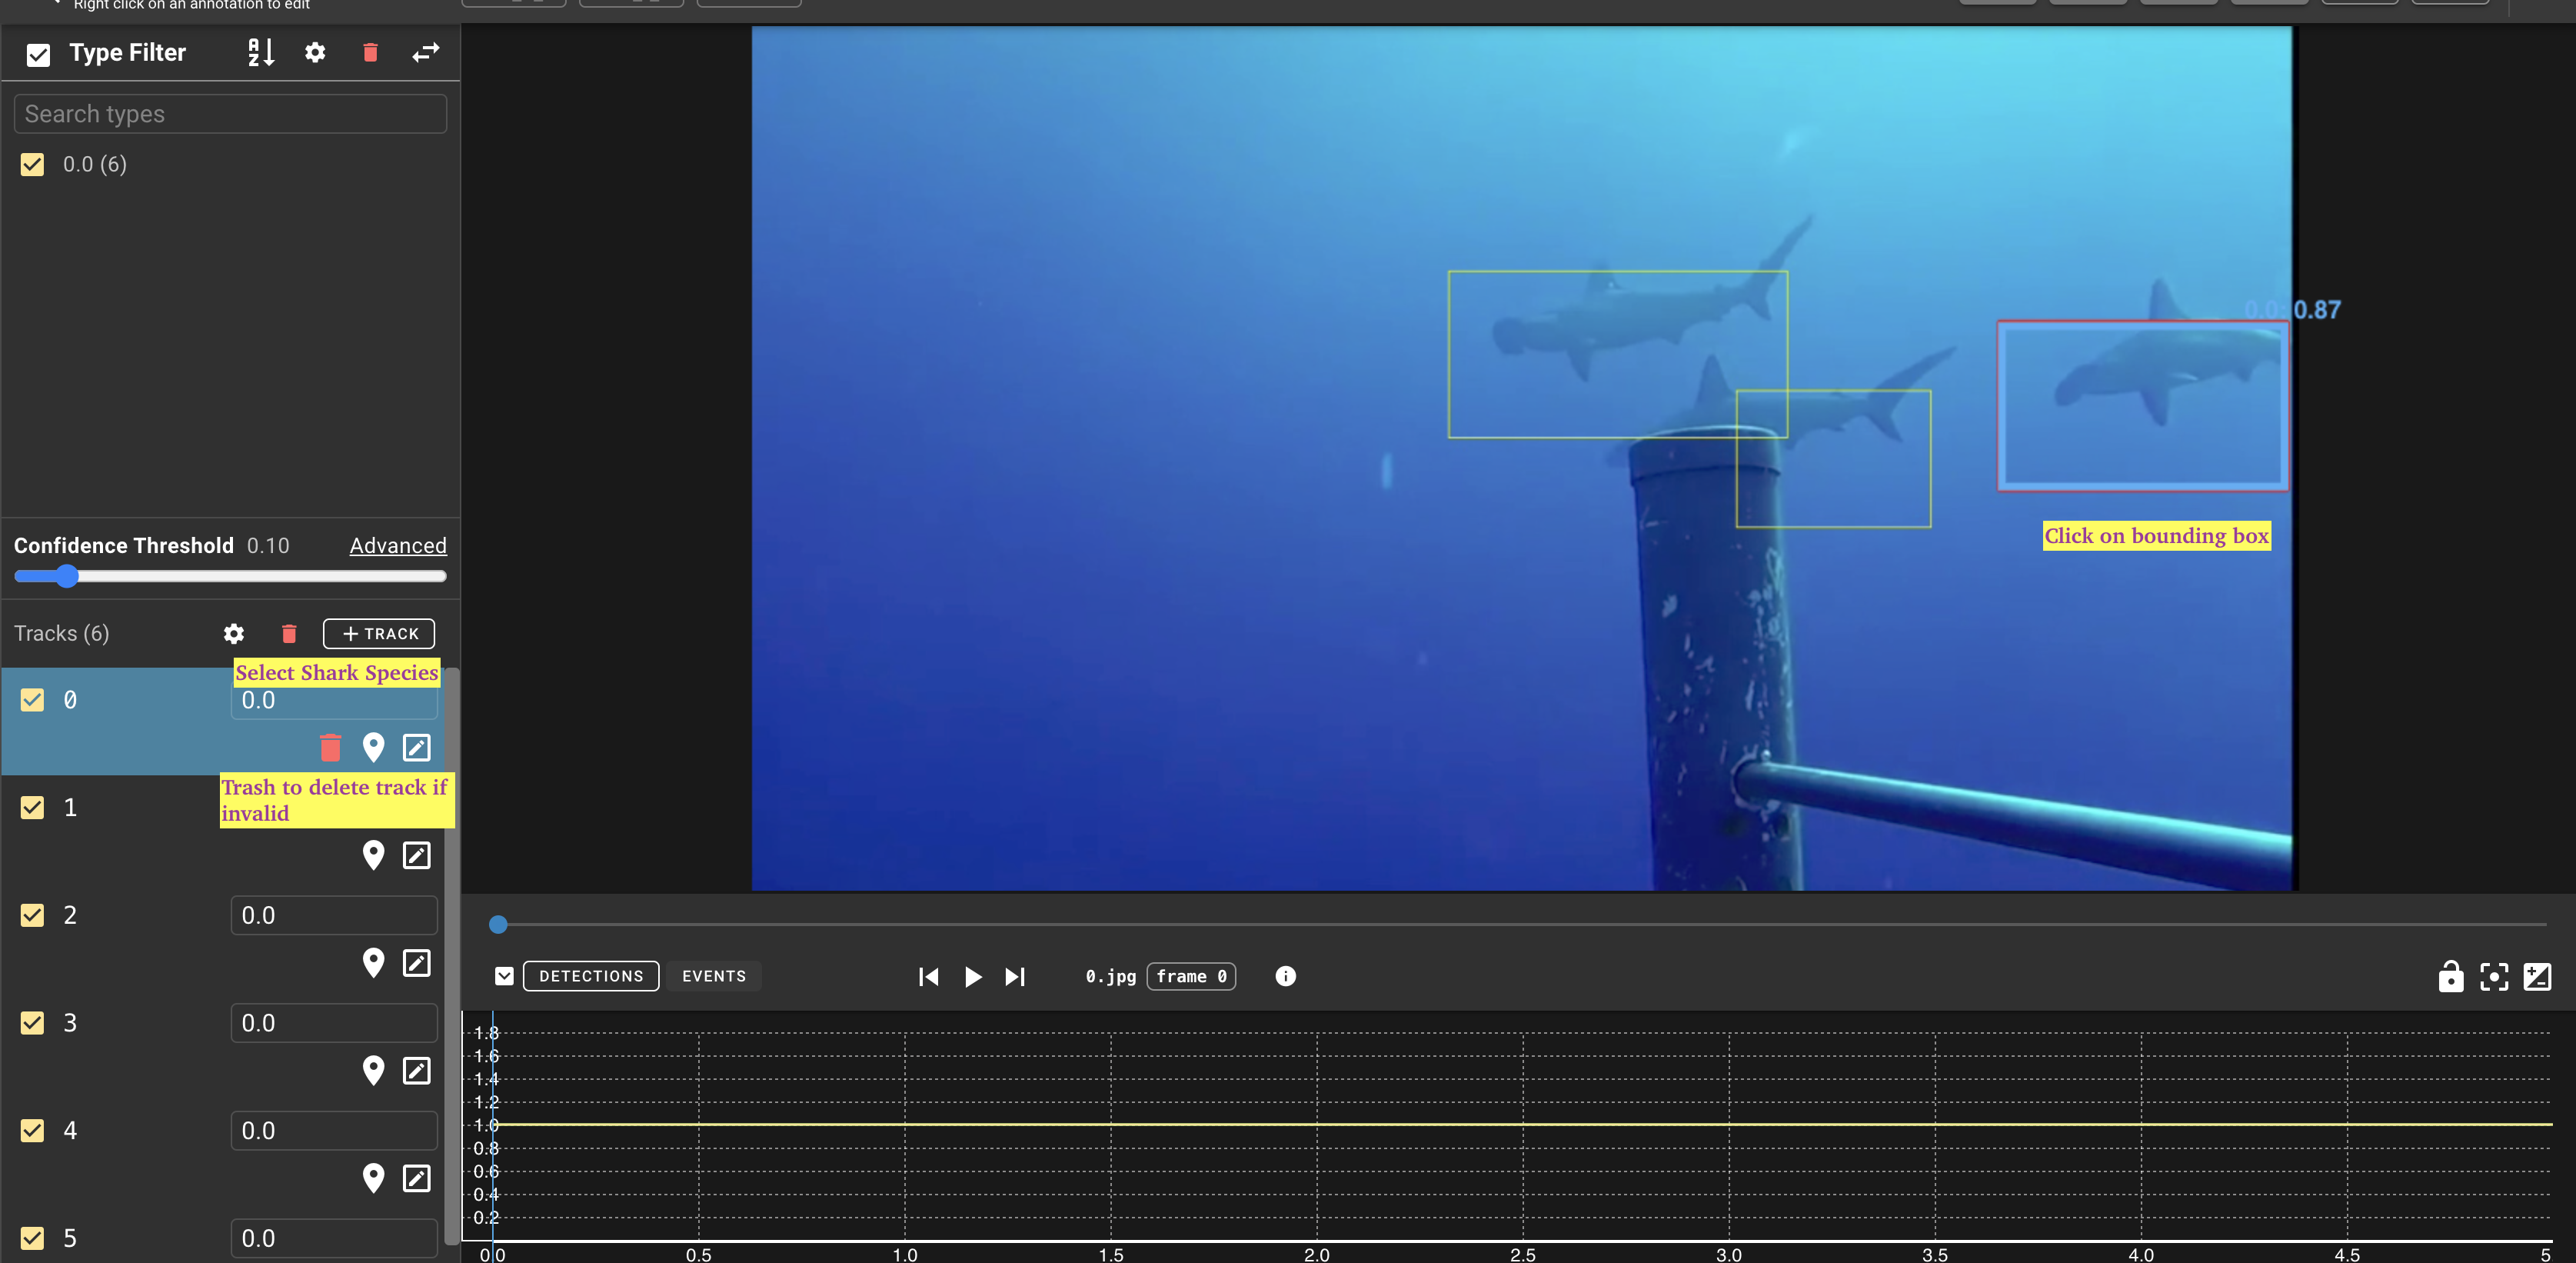 Right click on an annotation to edit
Type Filter
Search types
0.0 (6)
Confidence Threshold 0.10 Advanced
Tracks (6) + TRACK
Select Shark Species
0 0.0
Trash to delete track if
invalid
1
2 0.0
3 0.0
4 0.0
5 0.0
0.0: 0.87
Click on bounding box
DETECTIONS EVENTS 0.jpg frame 0
1.8
1.6
1.4
1.2
1.0
0.8
0.6
0.4
0.2
0.0 0.5 1.0 1.5 2.0 2.5 3.0 3.5 4.0 4.5 5